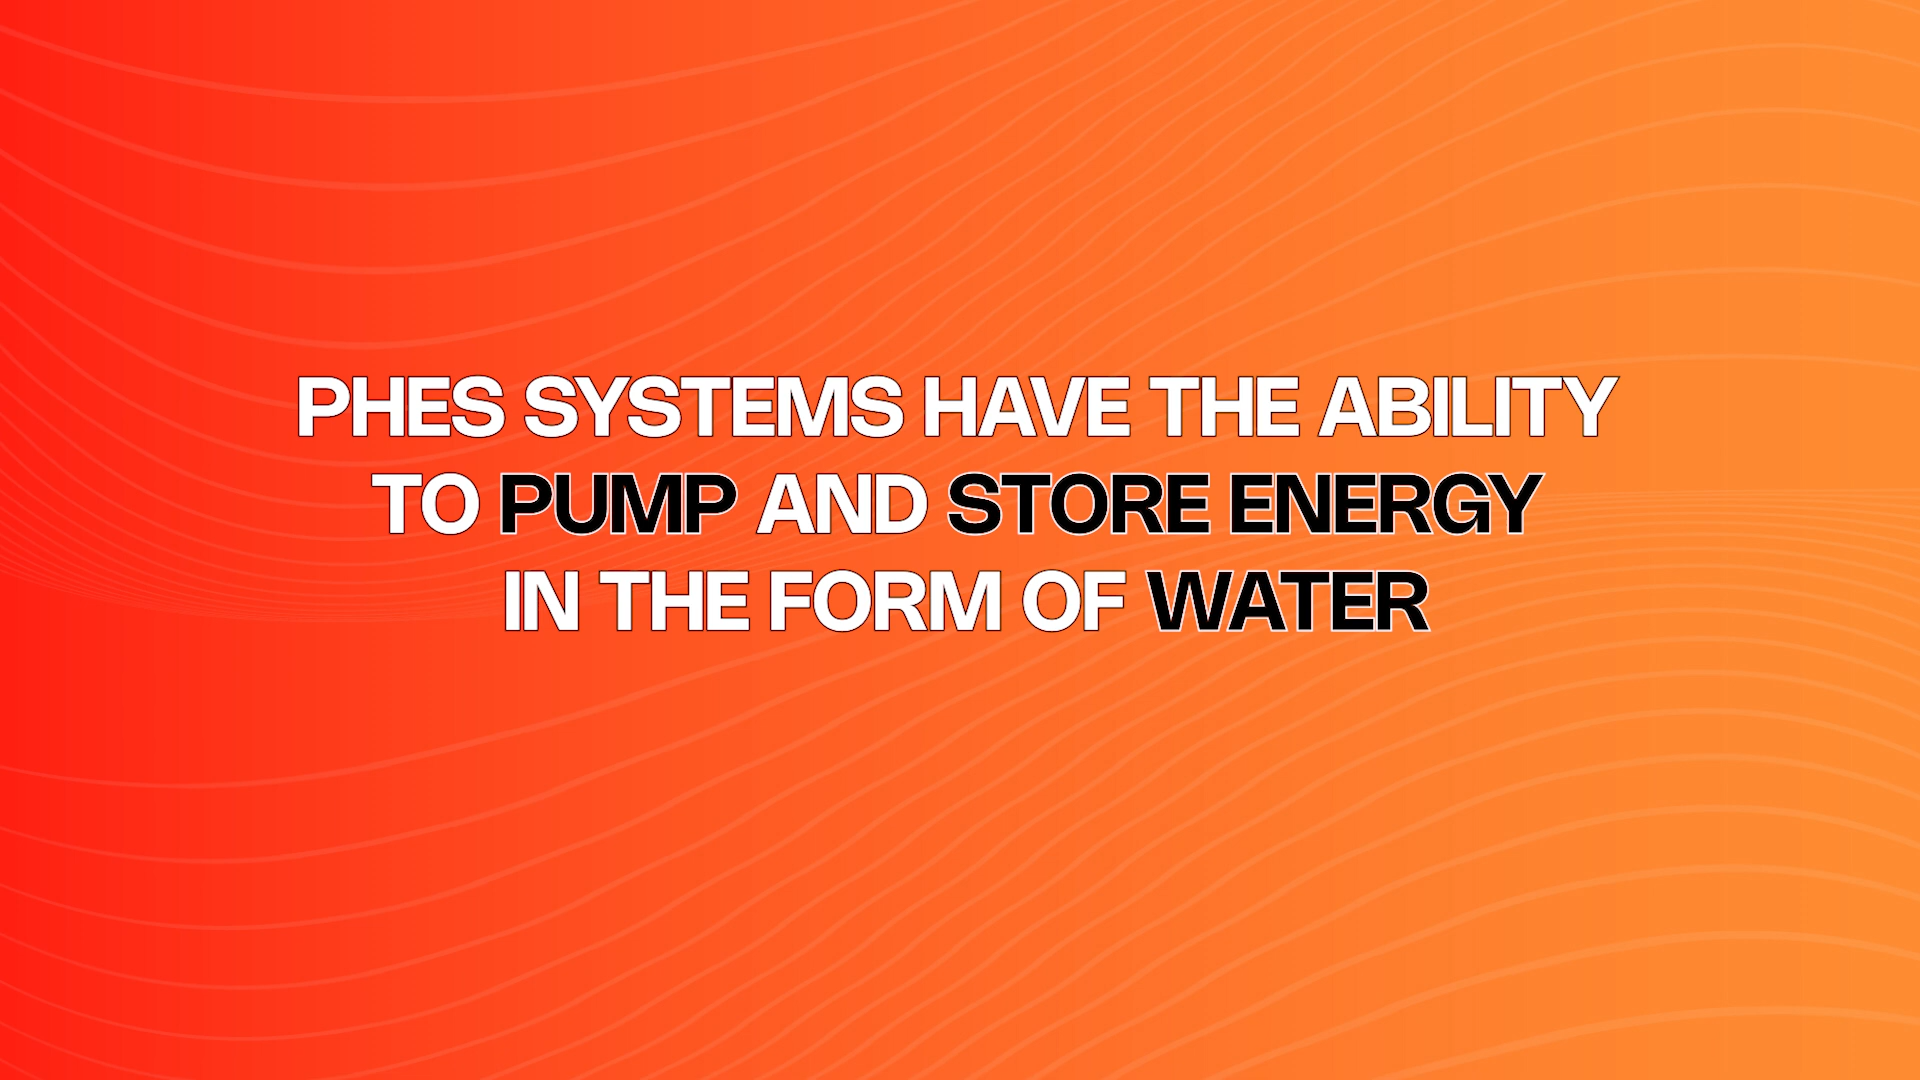 PHES SYSTEMS HAVE THE ABILITY
TO PUMP AND STORE ENERGY
IN THE FORM OF WATER